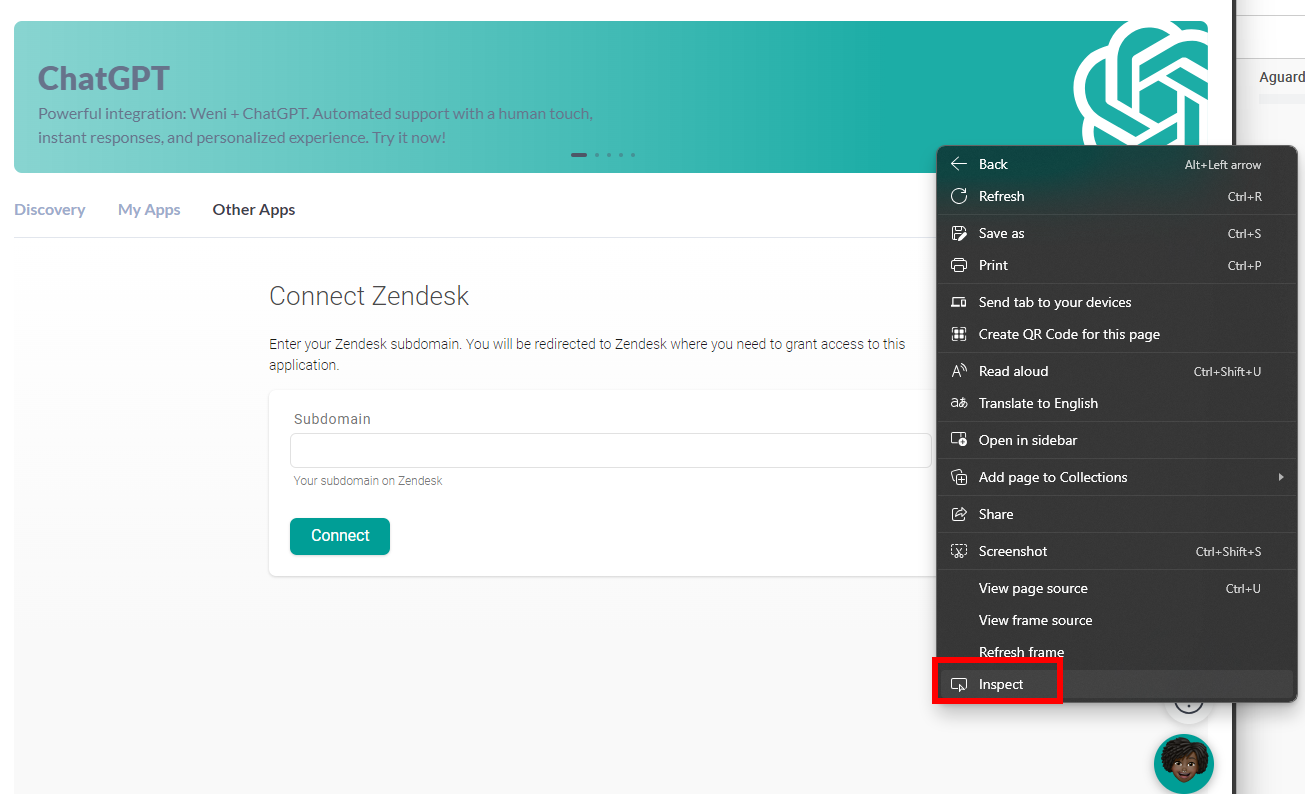 ChatGPT
Powerful integration: Weni + ChatGPT. Automated support with a human touch,
instant responses, and personalized experience. Try it now!
Aguard
Discovery
My Apps
Other Apps
Connect Zendesk
Enter your Zendesk subdomain. You will be redirected to Zendesk where you need to grant access to this
application.
Subdomain
Your subdomain on Zendesk
Connect
Back Alt+Left arrow
Refresh Ctrl+R
Save as Ctrl+S
Print Ctrl+P
Send tab to your devices
Create QR Code for this page
Read aloud Ctrl+Shift+U
Translate to English
Open in sidebar
Add page to Collections
Share
Screenshot Ctrl+Shift+S
View page source Ctrl+U
View frame source
Refresh frame
Inspect